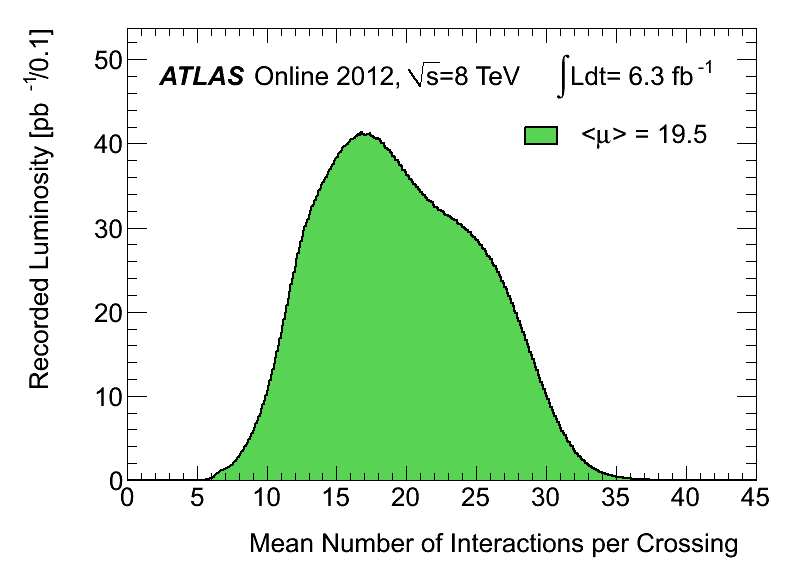 Recorded Luminosity [pb⁻¹/0.1]
ATLAS Online 2012, √s=8 TeV ∫Ldt= 6.3 fb⁻¹
<μ> = 19.5
50
40
30
20
10
0
0 5 10 15 20 25 30 35 40 45
Mean Number of Interactions per Crossing